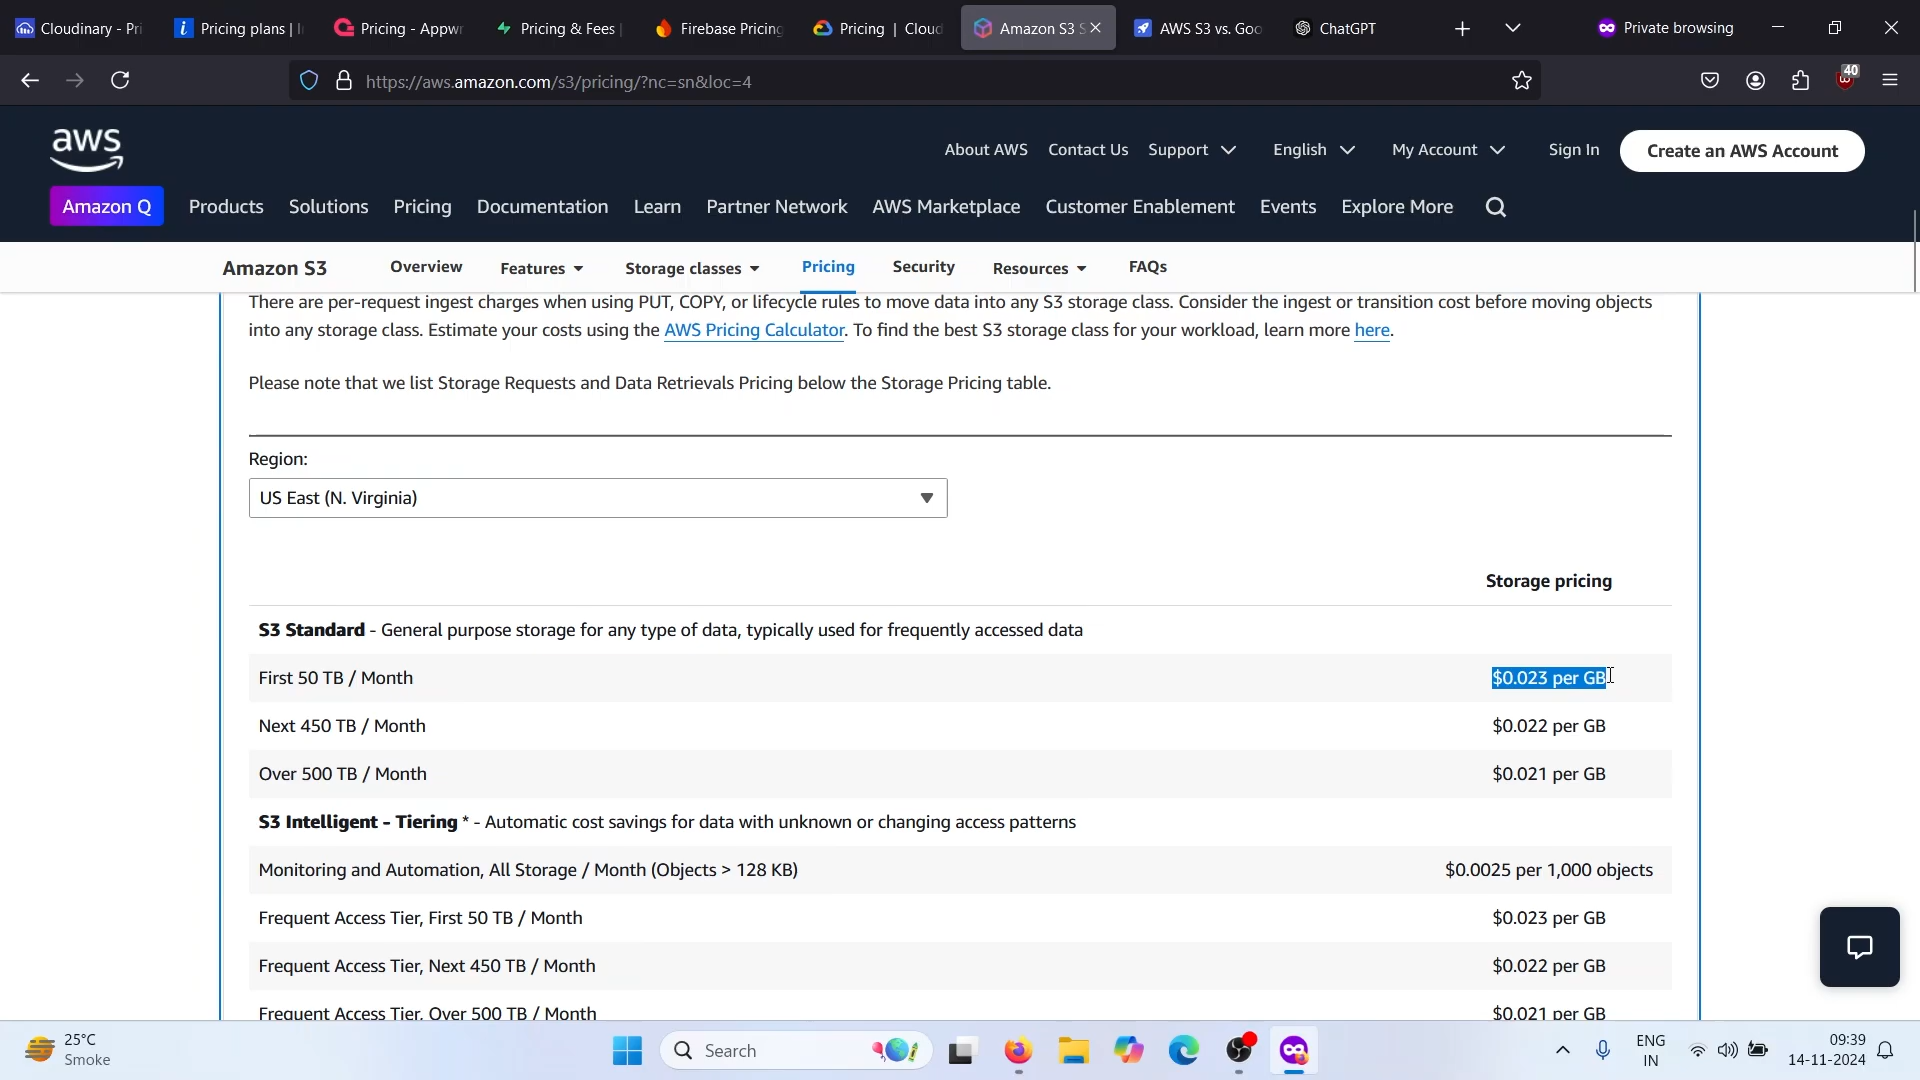 Cloudinary - Pri
Pricing plans | I
Pricing - Appwr
Pricing & Fees |
Firebase Pricing
Pricing | Cloud
Amazon S3 S
AWS S3 vs. Goo
ChatGPT
Private browsing
https://aws.amazon.com/s3/pricing/?nc=sn&loc=4
40
aws
About AWS
Contact Us
Support
English
My Account
Sign In
Create an AWS Account
Amazon Q
Products
Solutions
Pricing
Documentation
Learn
Partner Network
AWS Marketplace
Customer Enablement
Events
Explore More
Amazon S3
Overview
Features
Storage classes
Pricing
Security
Resources
FAQs
There are per-request ingest charges when using PUT, COPY, or lifecycle rules to move data into any S3 storage class. Consider the ingest or transition cost before moving objects
into any storage class. Estimate your costs using the AWS Pricing Calculator. To find the best S3 storage class for your workload, learn more here.
Please note that we list Storage Requests and Data Retrievals Pricing below the Storage Pricing table.
Region:
US East (N. Virginia)
Storage pricing
S3 Standard - General purpose storage for any type of data, typically used for frequently accessed data
First 50 TB / Month $0.023 per GB
Next 450 TB / Month $0.022 per GB
Over 500 TB / Month $0.021 per GB
S3 Intelligent - Tiering * - Automatic cost savings for data with unknown or changing access patterns
Monitoring and Automation, All Storage / Month (Objects > 128 KB) $0.0025 per 1,000 objects
Frequent Access Tier, First 50 TB / Month $0.023 per GB
Frequent Access Tier, Next 450 TB / Month $0.022 per GB
Frequent Access Tier, Over 500 TB / Month $0.021 per GB
25°C
Smoke
Search
ENG
IN
09:39
14-11-2024